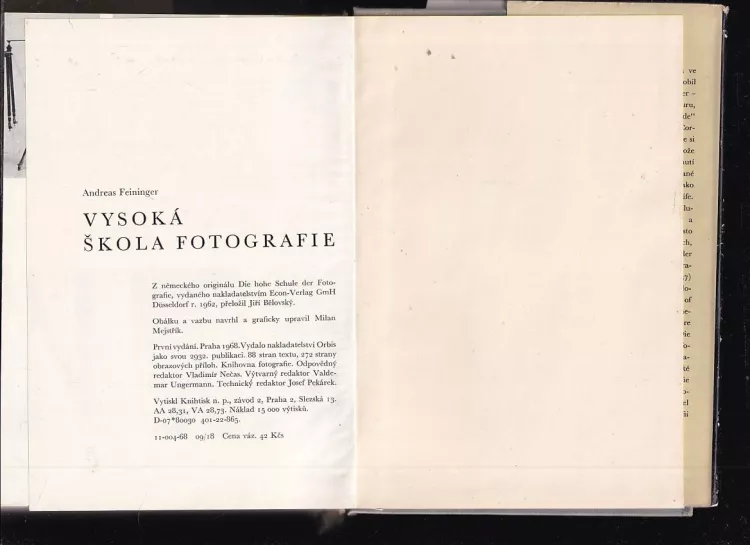 Andreas Feininger
VYSOKÁ
ŠKOLA FOTOGRAFIE
Z německého originálu Die hohe Schule der Foto-
grafie, vydaného nakladatelstvím Econ-Verlag GmH
Düsseldorf r. 1962, přeložil Jiří Bělovský.
Obálku a vazbu navrhl a graficky upravil Milan
Mejstřík.
První vydání. Praha 1968. Vydalo nakladatelství Orbis
jako svou 2932. publikaci. 88 stran textu, 272 strany
obrazových příloh. Knihovna fotografie. Odpovědný
redaktor Vladimír Nečas. Výtvarný redaktor Valde-
mar Ungermann. Technický redaktor Josef Pekárek.
Vytiskl Knihtisk n. p., závod 2, Praha 2, Slezská 13.
AA 28,31, VA 28,73. Náklad 15 000 výtisků.
D-07*80030 401-22-865.
11-004-68 09/18 Cena váz. 42 Kčs